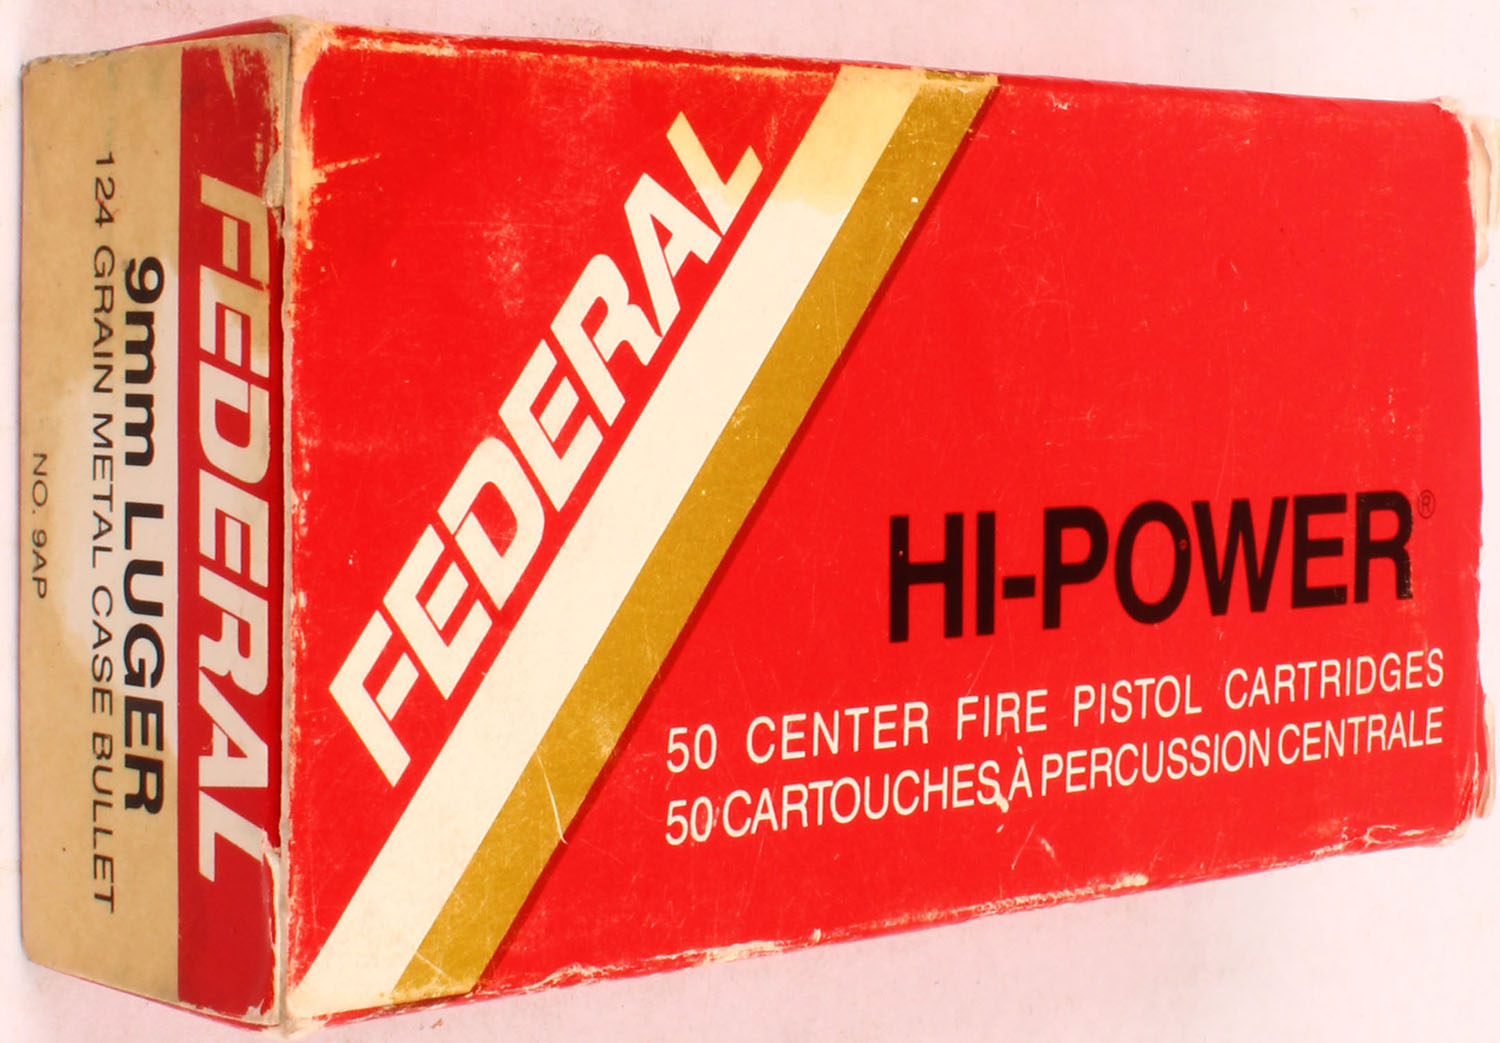 FEDERAL
HI-POWER®
50 CENTER FIRE PISTOL CARTRIDGES
50 CARTOUCHES À PERCUSSION CENTRALE
FEDERAL
9mm LUGER
124 GRAIN METAL CASE BULLET
NO. 9AP